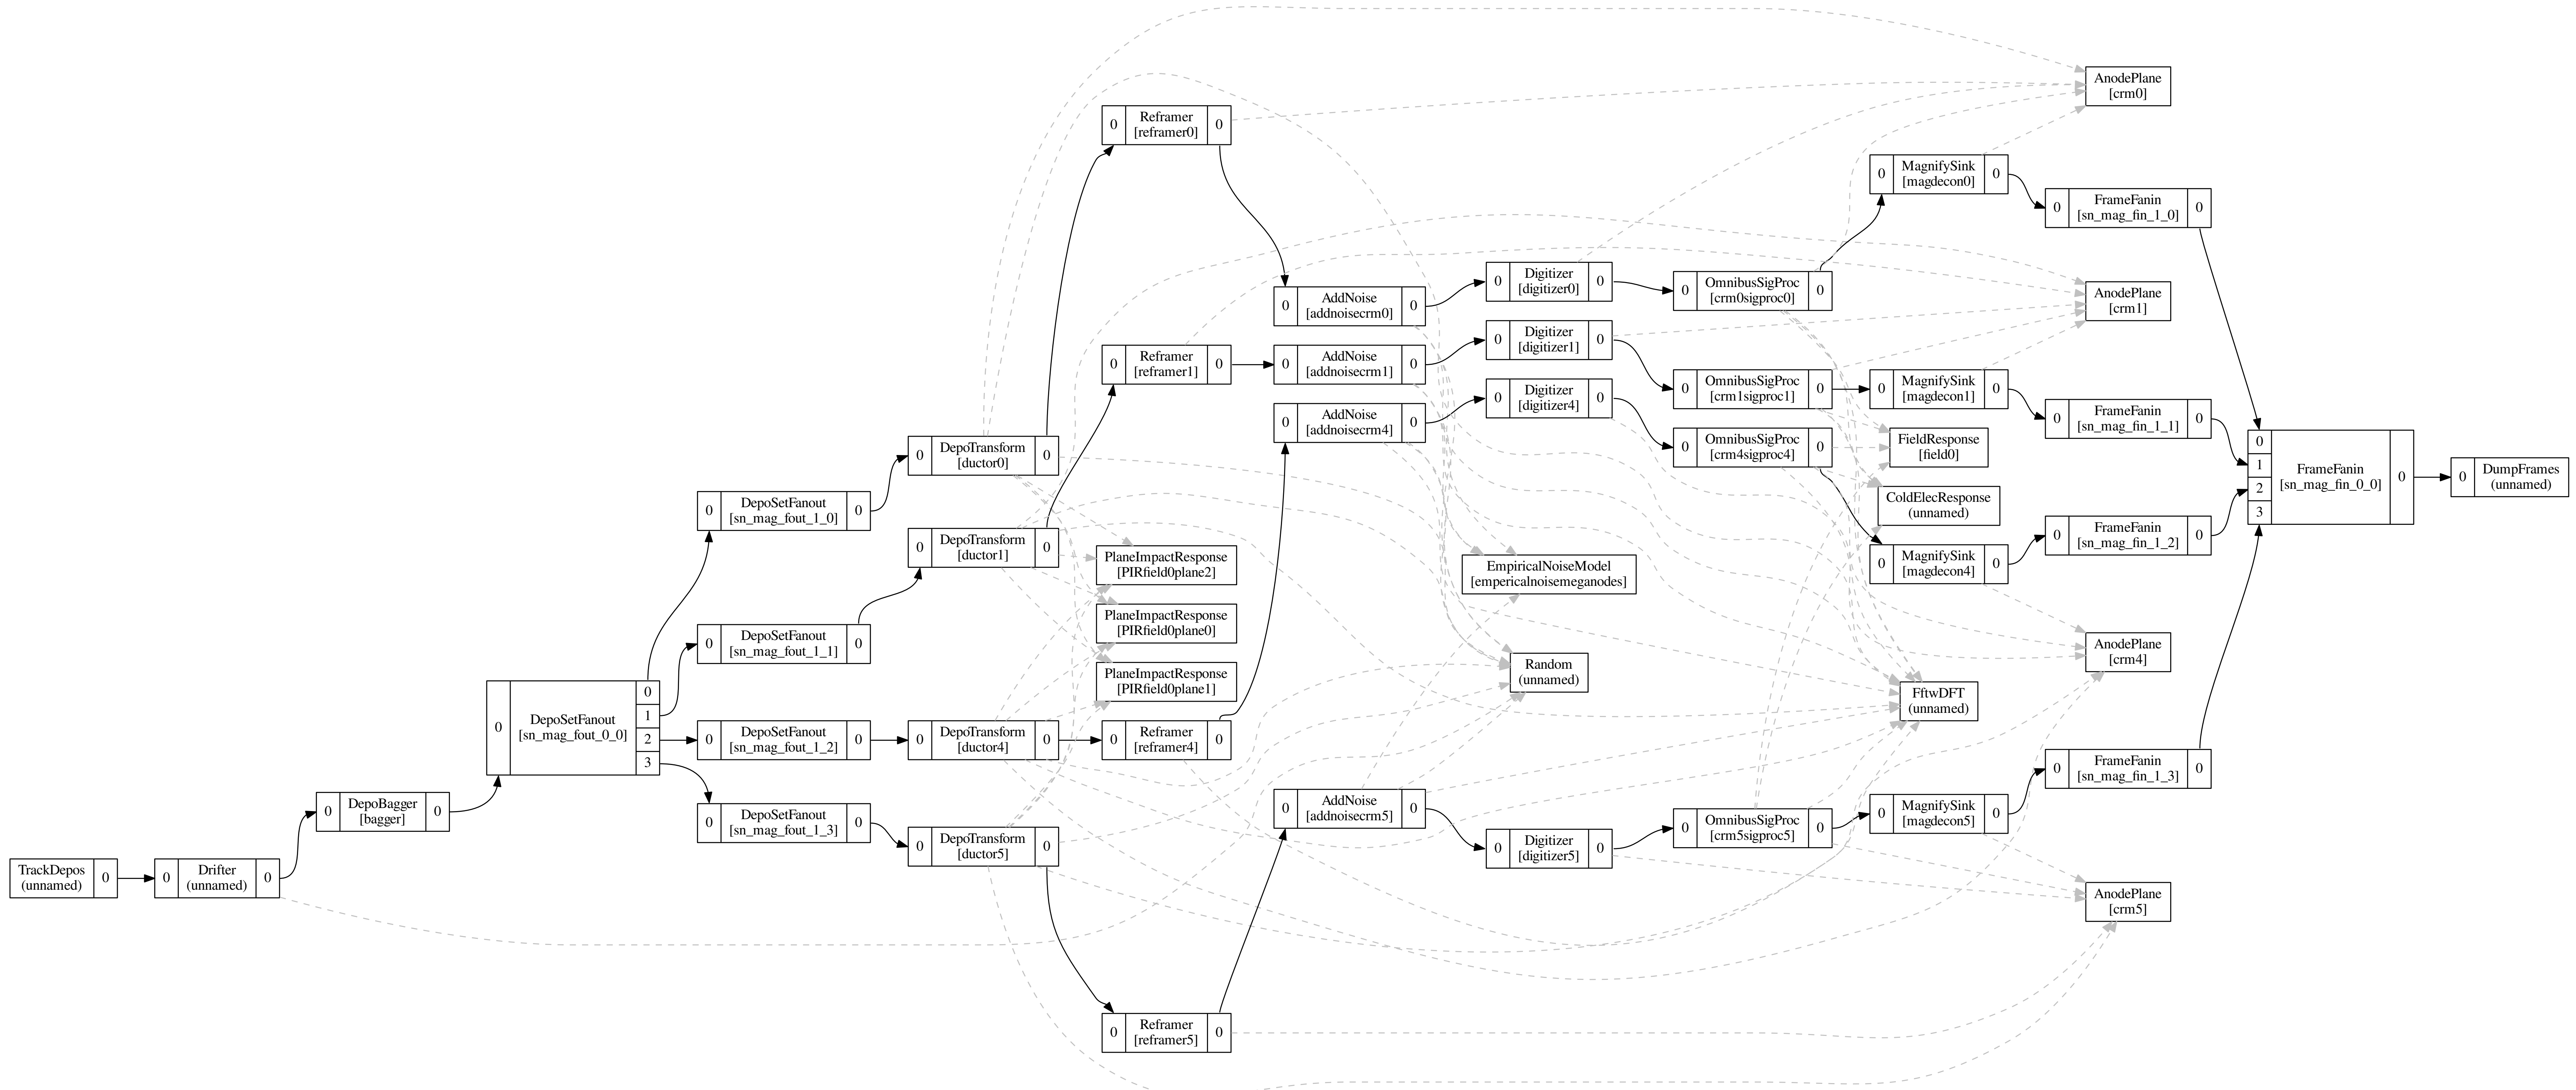 TrackDepos
(unnamed)
0
0
Drifter
(unnamed)
0
0
DepoBagger
[bagger]
0
0
DepoSetFanout
[sn_mag_fout_0_0]
0
1
2
3
0
DepoSetFanout
[sn_mag_fout_1_0]
0
0
DepoSetFanout
[sn_mag_fout_1_1]
0
0
DepoSetFanout
[sn_mag_fout_1_2]
0
0
DepoSetFanout
[sn_mag_fout_1_3]
0
0
DepoTransform
[ductor0]
0
0
DepoTransform
[ductor1]
0
0
DepoTransform
[ductor4]
0
0
DepoTransform
[ductor5]
0
0
Reframer
[reframer0]
0
0
Reframer
[reframer1]
0
PlaneImpactResponse
[PIRfield0plane2]
PlaneImpactResponse
[PIRfield0plane0]
PlaneImpactResponse
[PIRfield0plane1]
0
Reframer
[reframer4]
0
0
Reframer
[reframer5]
0
0
AddNoise
[addnoisecrm0]
0
0
AddNoise
[addnoisecrm1]
0
0
AddNoise
[addnoisecrm4]
0
0
AddNoise
[addnoisecrm5]
0
0
Digitizer
[digitizer0]
0
0
Digitizer
[digitizer1]
0
0
Digitizer
[digitizer4]
0
EmpiricalNoiseModel
[empericalnoisemeganodes]
Random
(unnamed)
0
Digitizer
[digitizer5]
0
0
OmnibusSigProc
[crm0sigproc0]
0
0
OmnibusSigProc
[crm1sigproc1]
0
0
OmnibusSigProc
[crm4sigproc4]
0
0
OmnibusSigProc
[crm5sigproc5]
0
0
MagnifySink
[magdecon0]
0
0
MagnifySink
[magdecon1]
0
FieldResponse
[field0]
ColdElecResponse
(unnamed)
0
MagnifySink
[magdecon4]
0
FftwDFT
(unnamed)
0
MagnifySink
[magdecon5]
0
AnodePlane
[crm0]
0
FrameFanin
[sn_mag_fin_1_0]
0
AnodePlane
[crm1]
0
FrameFanin
[sn_mag_fin_1_1]
0
0
FrameFanin
[sn_mag_fin_1_2]
0
AnodePlane
[crm4]
0
FrameFanin
[sn_mag_fin_1_3]
0
AnodePlane
[crm5]
0
1
2
3
FrameFanin
[sn_mag_fin_0_0]
0
0
DumpFrames
(unnamed)